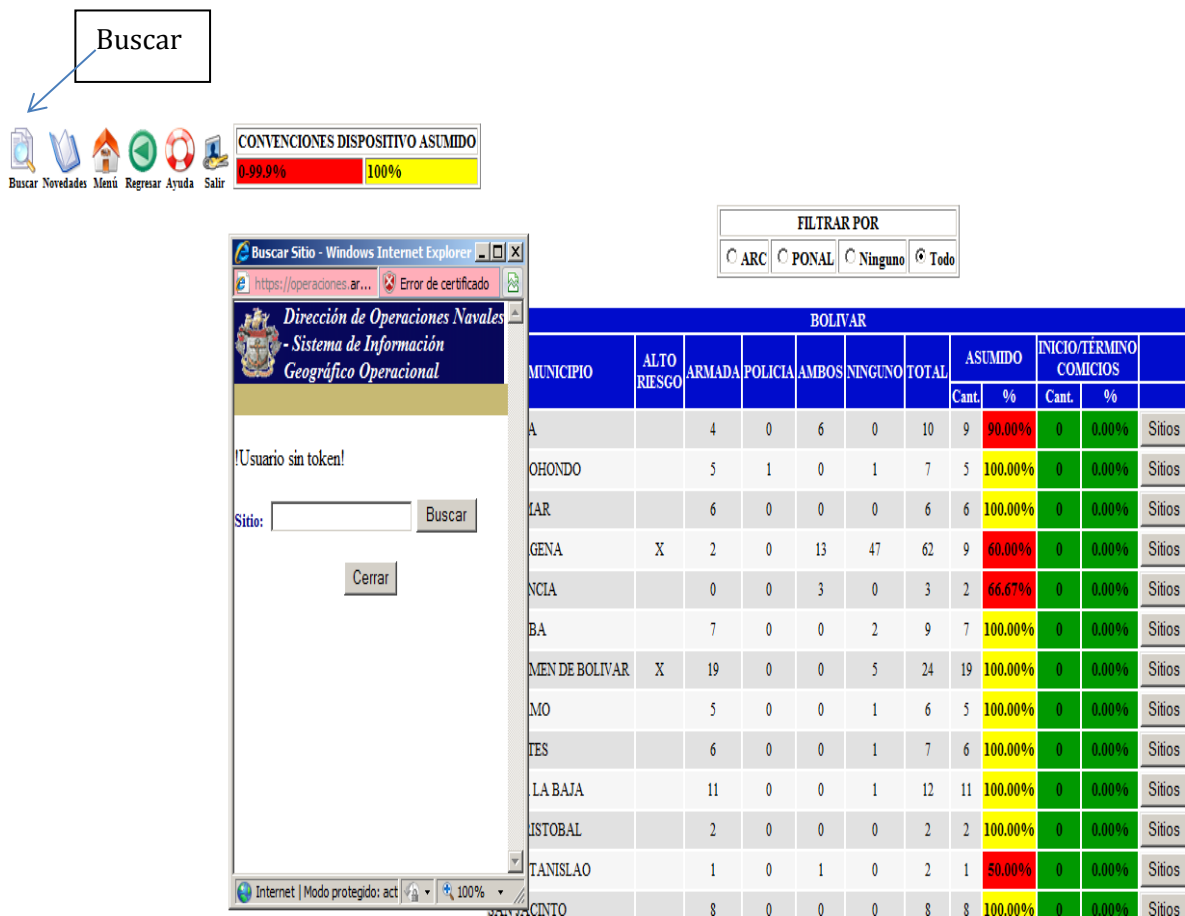 Buscar
Buscar Novedades Menú Regresar Ayuda Salir
CONVENCIONES DISPOSITIVO ASUMIDO
0-99.9% 100%
FILTRAR POR
ARC PONAL Ninguno Todo
Buscar Sitio - Windows Internet Explorer
https://operaciones.ar... Error de certificado
Dirección de Operaciones Navales
- Sistema de Información
Geográfico Operacional
!Usuario sin token!
Sitio: Buscar
Cerrar
Internet | Modo protegido: act 100%
BOLIVAR
MUNICIPIO ALTO RIESGO ARMADA POLICIA AMBOS NINGUNO TOTAL ASUMIDO INICIO/TÉRMINO COMICIOS
Cant. % Cant. %
A 4 0 6 0 10 9 90.00% 0 0.00% Sitios
OHONDO 5 1 0 1 7 5 100.00% 0 0.00% Sitios
MAR 6 0 0 0 6 6 100.00% 0 0.00% Sitios
GENA X 2 0 13 47 62 9 60.00% 0 0.00% Sitios
NCIA 0 0 3 0 3 2 66.67% 0 0.00% Sitios
BA 7 0 0 2 9 7 100.00% 0 0.00% Sitios
MEN DE BOLIVAR X 19 0 0 5 24 19 100.00% 0 0.00% Sitios
AMO 5 0 0 1 6 5 100.00% 0 0.00% Sitios
TES 6 0 0 1 7 6 100.00% 0 0.00% Sitios
LA BAJA 11 0 0 1 12 11 100.00% 0 0.00% Sitios
ISTOBAL 2 0 0 0 2 2 100.00% 0 0.00% Sitios
TANISLAO 1 0 1 0 2 1 50.00% 0 0.00% Sitios
SAN JACINTO 8 0 0 0 8 8 100.00% 0 0.00% Sitios